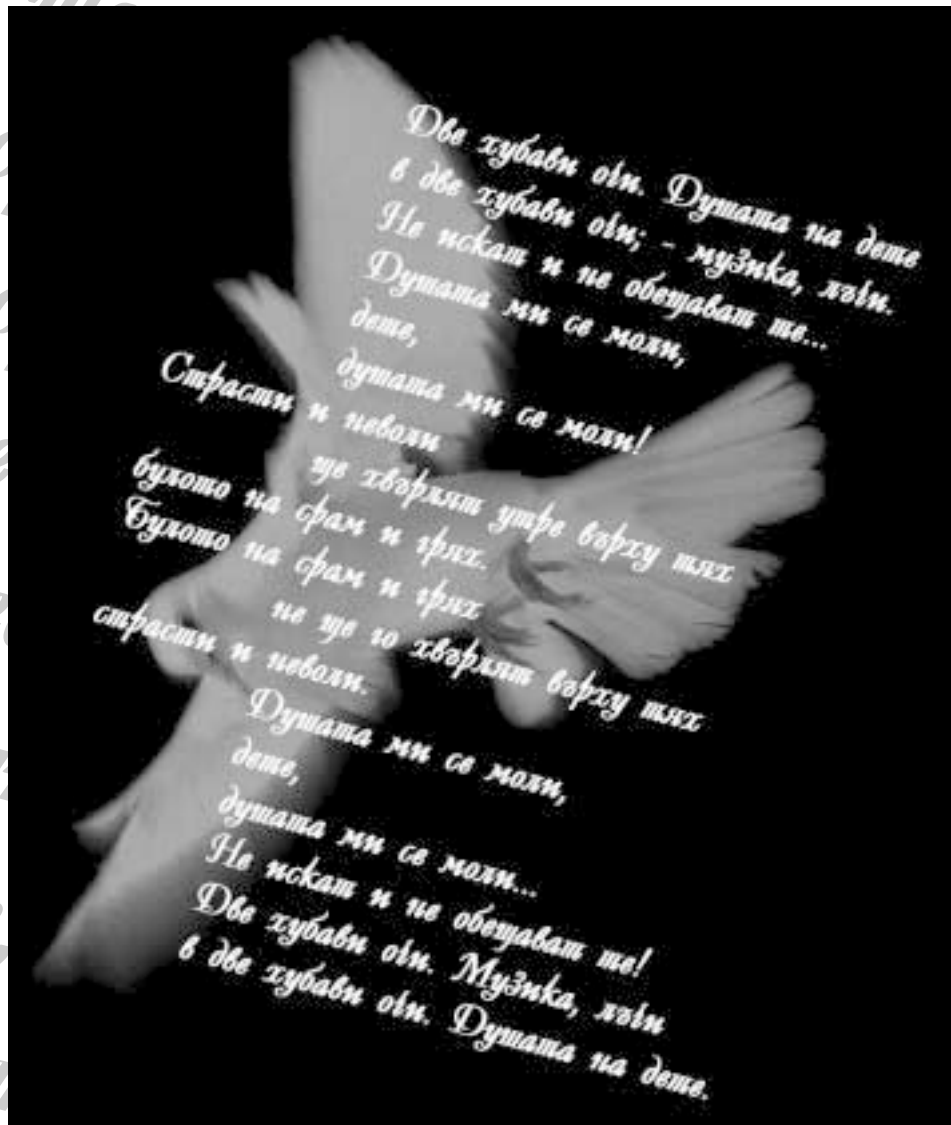 Две хубави очи. Душата на дете
в две хубави очи; - музика, лъчи.
Не искат и не обещават те...
Душата ми се моли,
дете,
душата ми се моли!
Страсти и неволи
ще хвърлят утре върху тях
булото на срам и грях.
Булото на срам и грях
не ще го хвърлят върху тях
страсти и неволи.
Душата ми се моли,
дете,
душата ми се моли...
Не искат и не обещават те!
Две хубави очи. Музика, лъчи
в две хубави очи. Душата на дете.